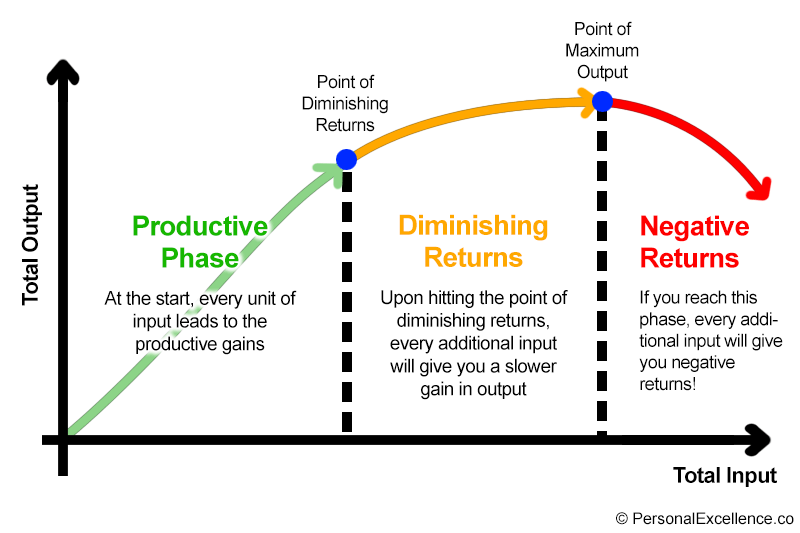 Point of
Maximum
Output
Point of
Diminishing
Returns
Total Output
Productive
Phase
At the start, every unit of
input leads to the
productive gains
Diminishing
Returns
Upon hitting the point of
diminishing returns,
every additional input
will give you a slower
gain in output
Negative
Returns
If you reach this
phase, every addi-
tional input will give
you negative
returns!
Total Input
© PersonalExcellence.co